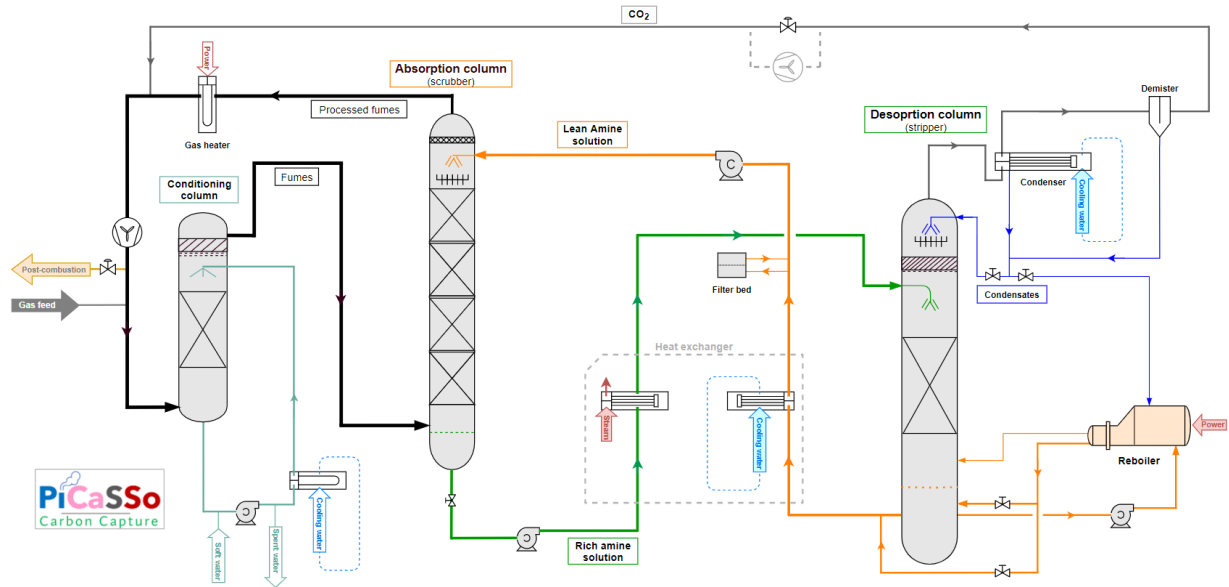 CO2
Power
Absorption column
(scrubber)
Processed fumes
Gas heater
Demister
Lean Amine
solution
Desoprtion column
(stripper)
C
Condenser
Cooling water
Conditioning
column
Fumes
Post-combustion
Gas feed
Filter bed
Condensates
Heat exchanger
Steam
Cooling water
Power
Reboiler
PiCaSSo
Carbon Capture
C
Cooling water
Soft water
Spent water
C
Rich amine
solution
C